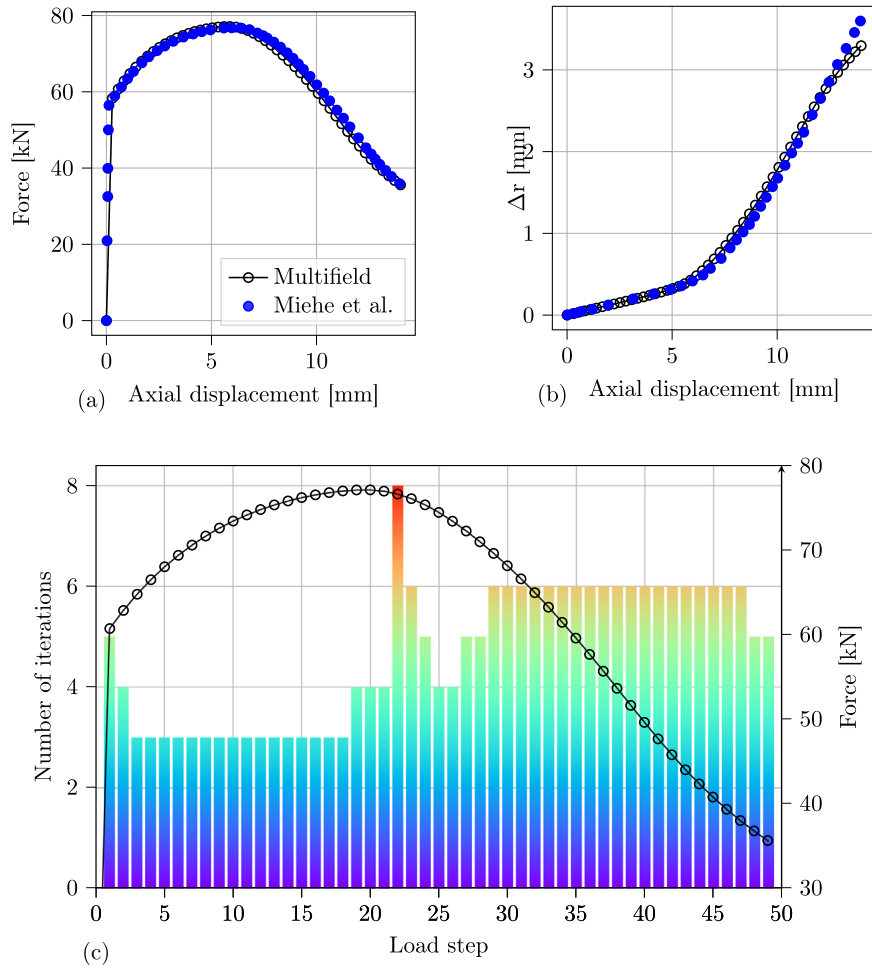 80
60
40
20
0
Force [kN]
Multifield
Miehe et al.
0 5 10
(a) Axial displacement [mm]
3
2
1
0
Δr [mm]
0 5 10
(b) Axial displacement [mm]
8
6
4
2
0
Number of iterations
80
70
60
50
40
30
Force [kN]
0 5 10 15 20 25 30 35 40 45 50
Load step
(c)